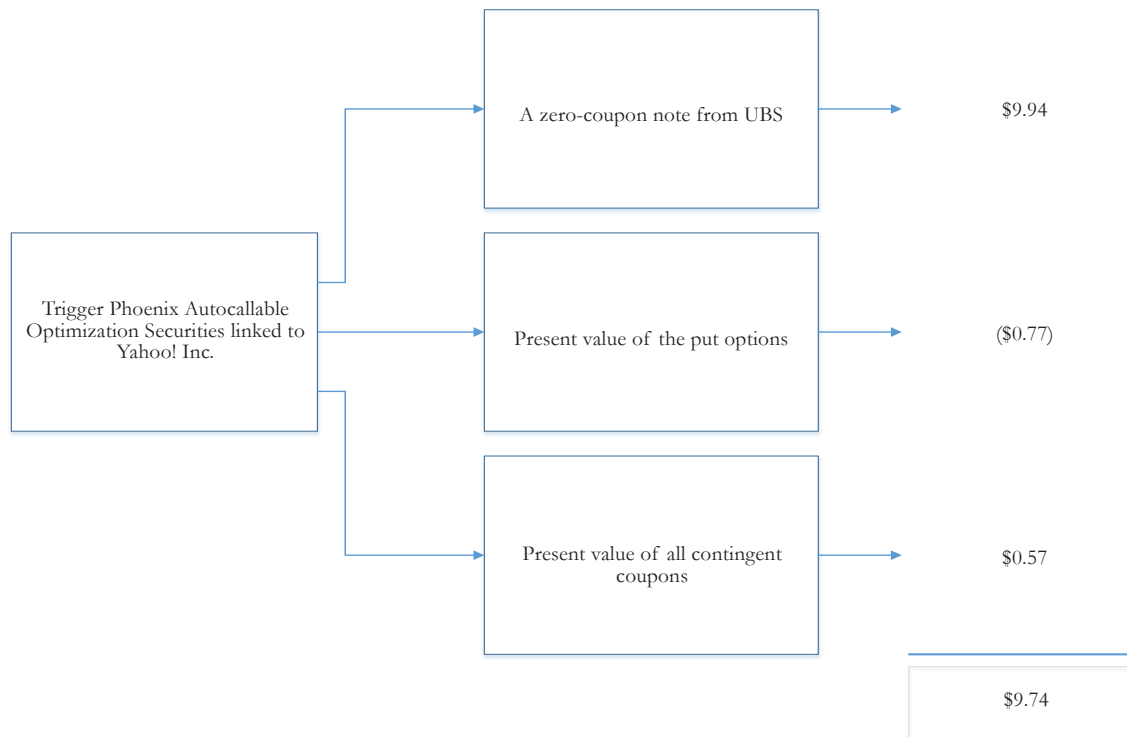 A zero-coupon note from UBS
$9.94
Trigger Phoenix Autocallable
Optimization Securities linked to
Yahoo! Inc.
Present value of the put options
($0.77)
Present value of all contingent
coupons
$0.57
$9.74